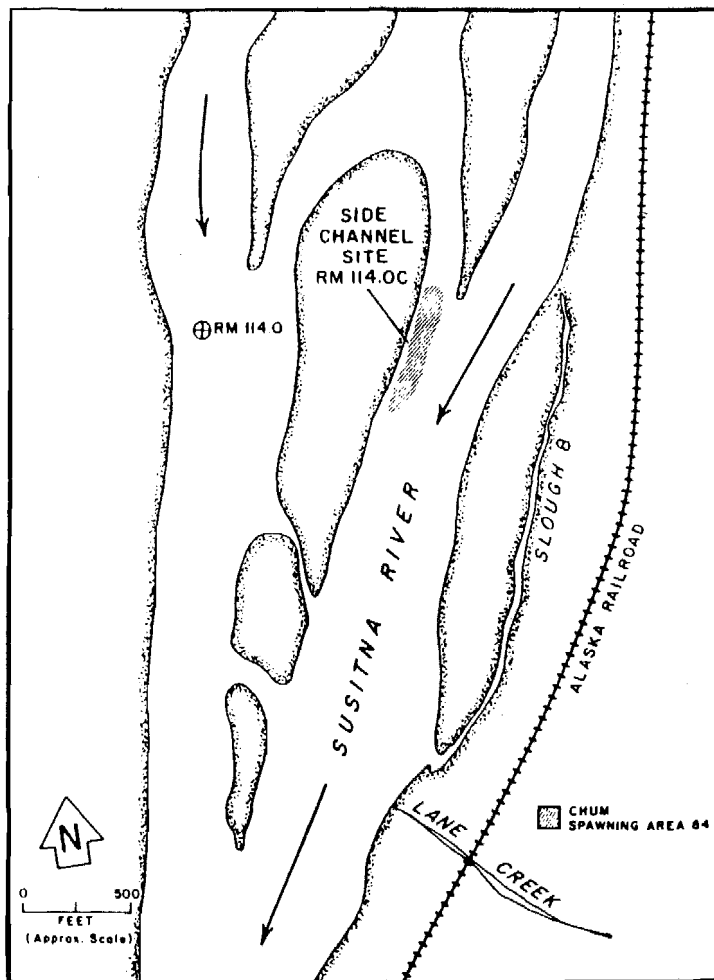 SIDE
CHANNEL
SITE
RM 114.0C
RM 114.0
SUSITNA RIVER
SLOUGH 8
ALASKA RAILROAD
LANE CREEK
CHUM
SPAWNING AREA 84
N
0 500
FEET
(Approx. Scale)